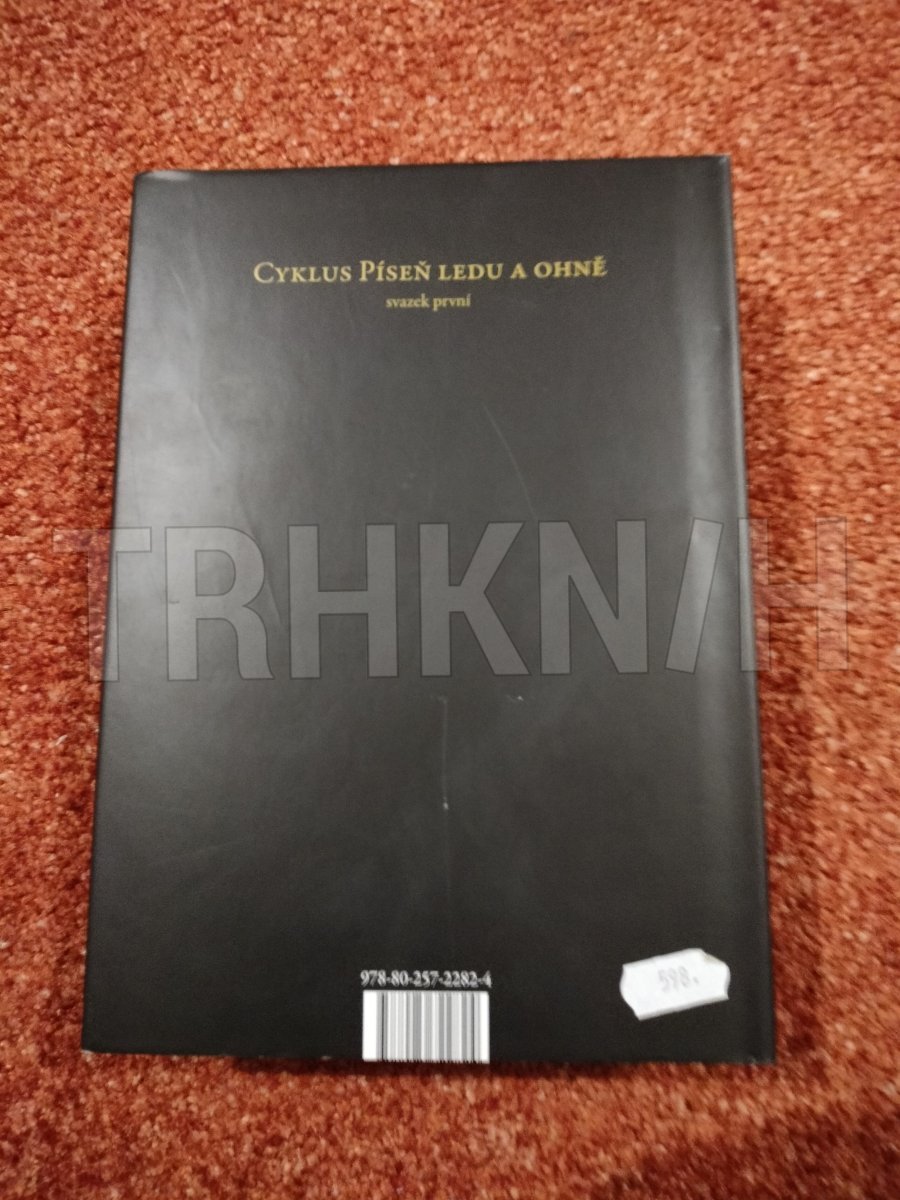 Cyklus Píseň ledu a ohně
svazek první
TRHKNIH
978-80-257-2282-4
598.